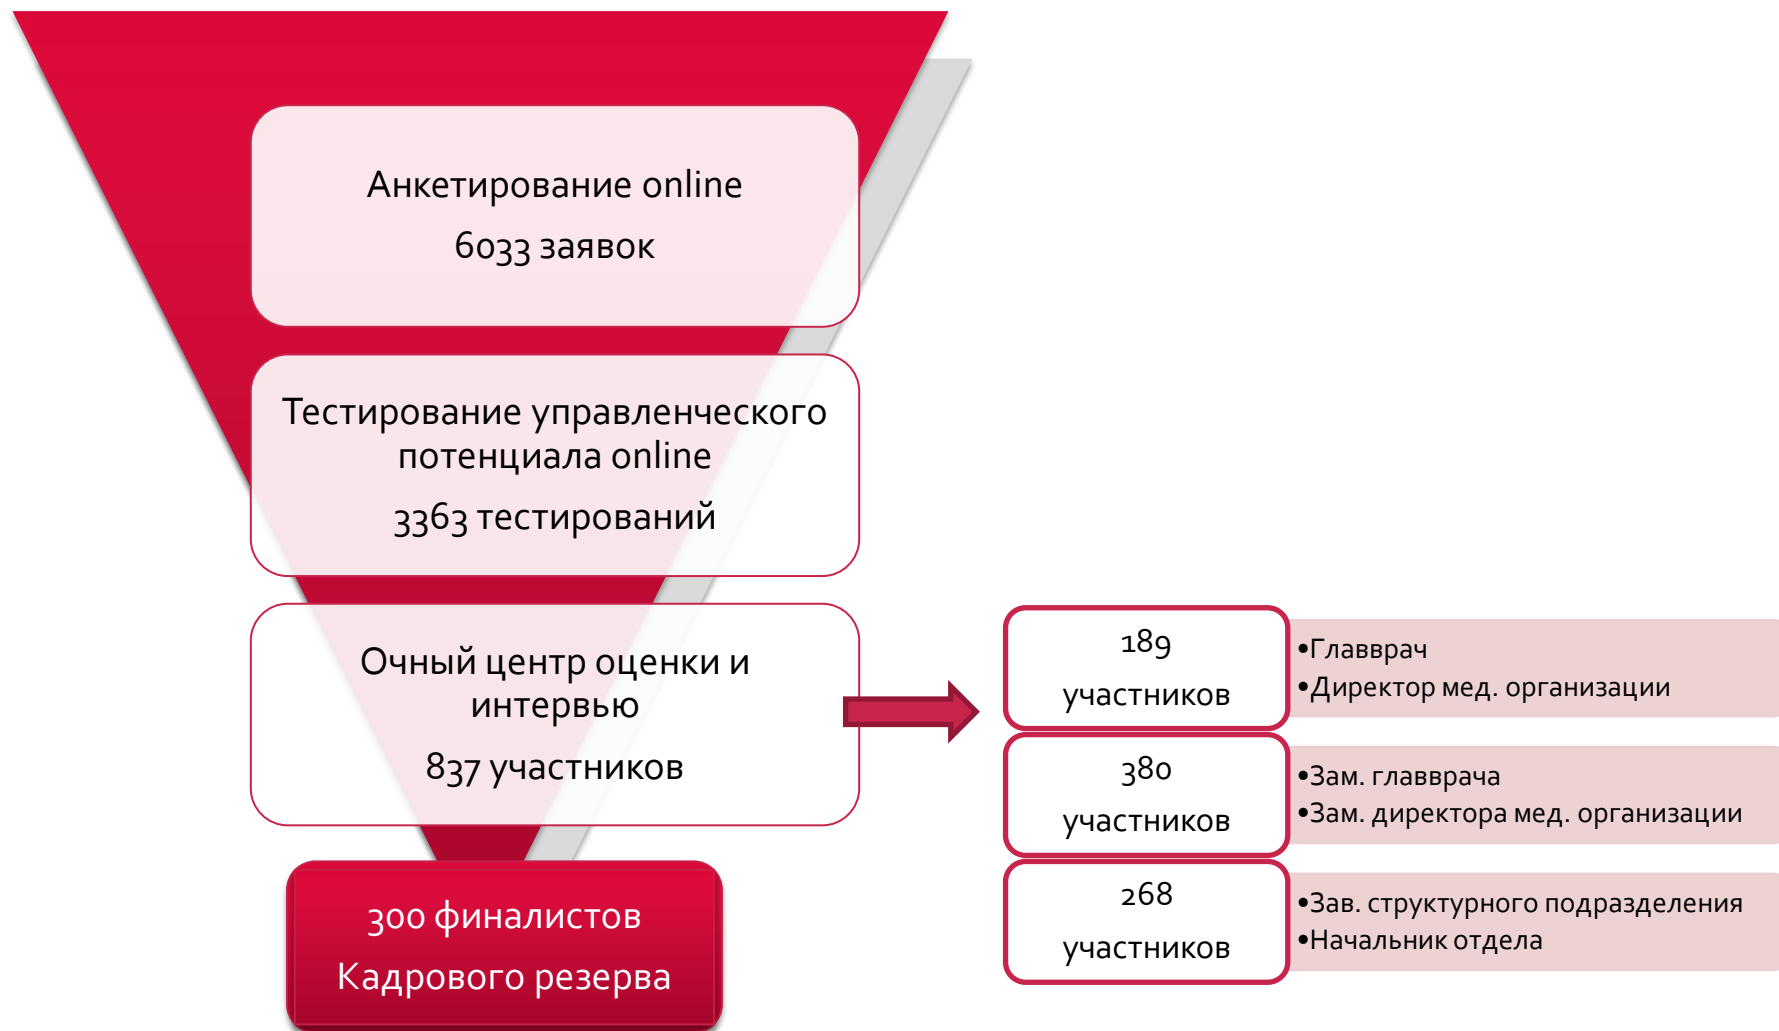 Анкетирование online
6033 заявок
Тестирование управленческого
потенциала online
3363 тестирований
Очный центр оценки и
интервью
837 участников
300 финалистов
Кадрового резерва
189
участников
•Главврач
•Директор мед. организации
380
участников
•Зам. главврача
•Зам. директора мед. организации
268
участников
•Зав. структурного подразделения
•Начальник отдела